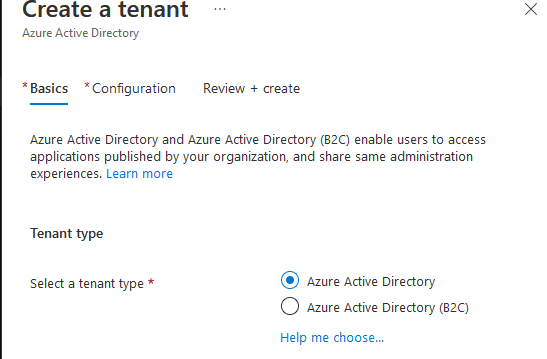 Create a tenant ...
Azure Active Directory
* Basics * Configuration Review + create
Azure Active Directory and Azure Active Directory (B2C) enable users to access
applications published by your organization, and share same administration
experiences. Learn more
Tenant type
Select a tenant type *
Azure Active Directory
Azure Active Directory (B2C)
Help me choose...